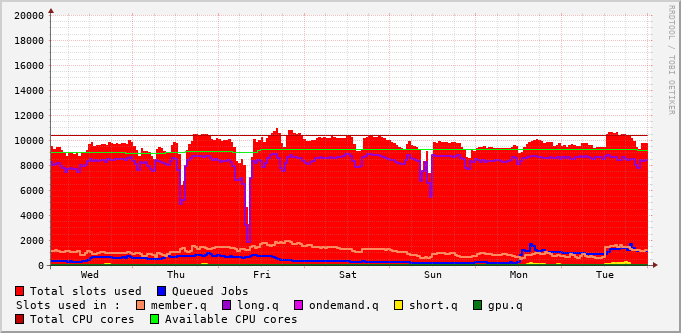 20000
18000
16000
14000
12000
10000
8000
6000
4000
2000
0
Wed Thu Fri Sat Sun Mon Tue
RRDTOOL / TOBI OETIKER
Total slots used Queued Jobs
Slots used in : member.q long.q ondemand.q short.q gpu.q
Total CPU cores Available CPU cores